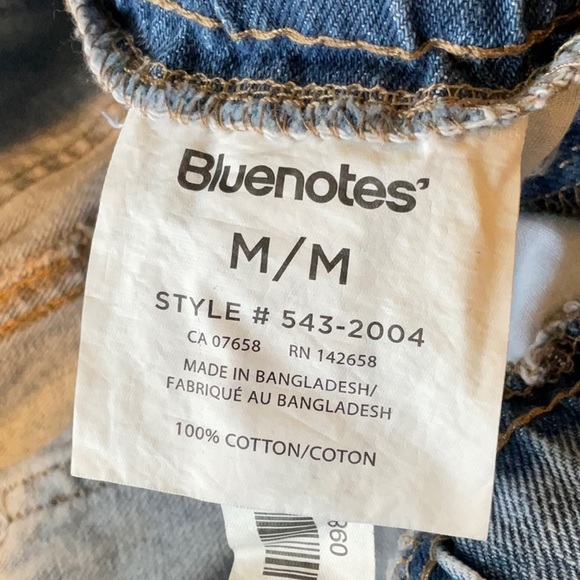 Bluenotes'
M/M
STYLE # 543-2004
CA 07658 RN 142658
MADE IN BANGLADESH/
FABRIQUÉ AU BANGLADESH
100% COTTON/COTON